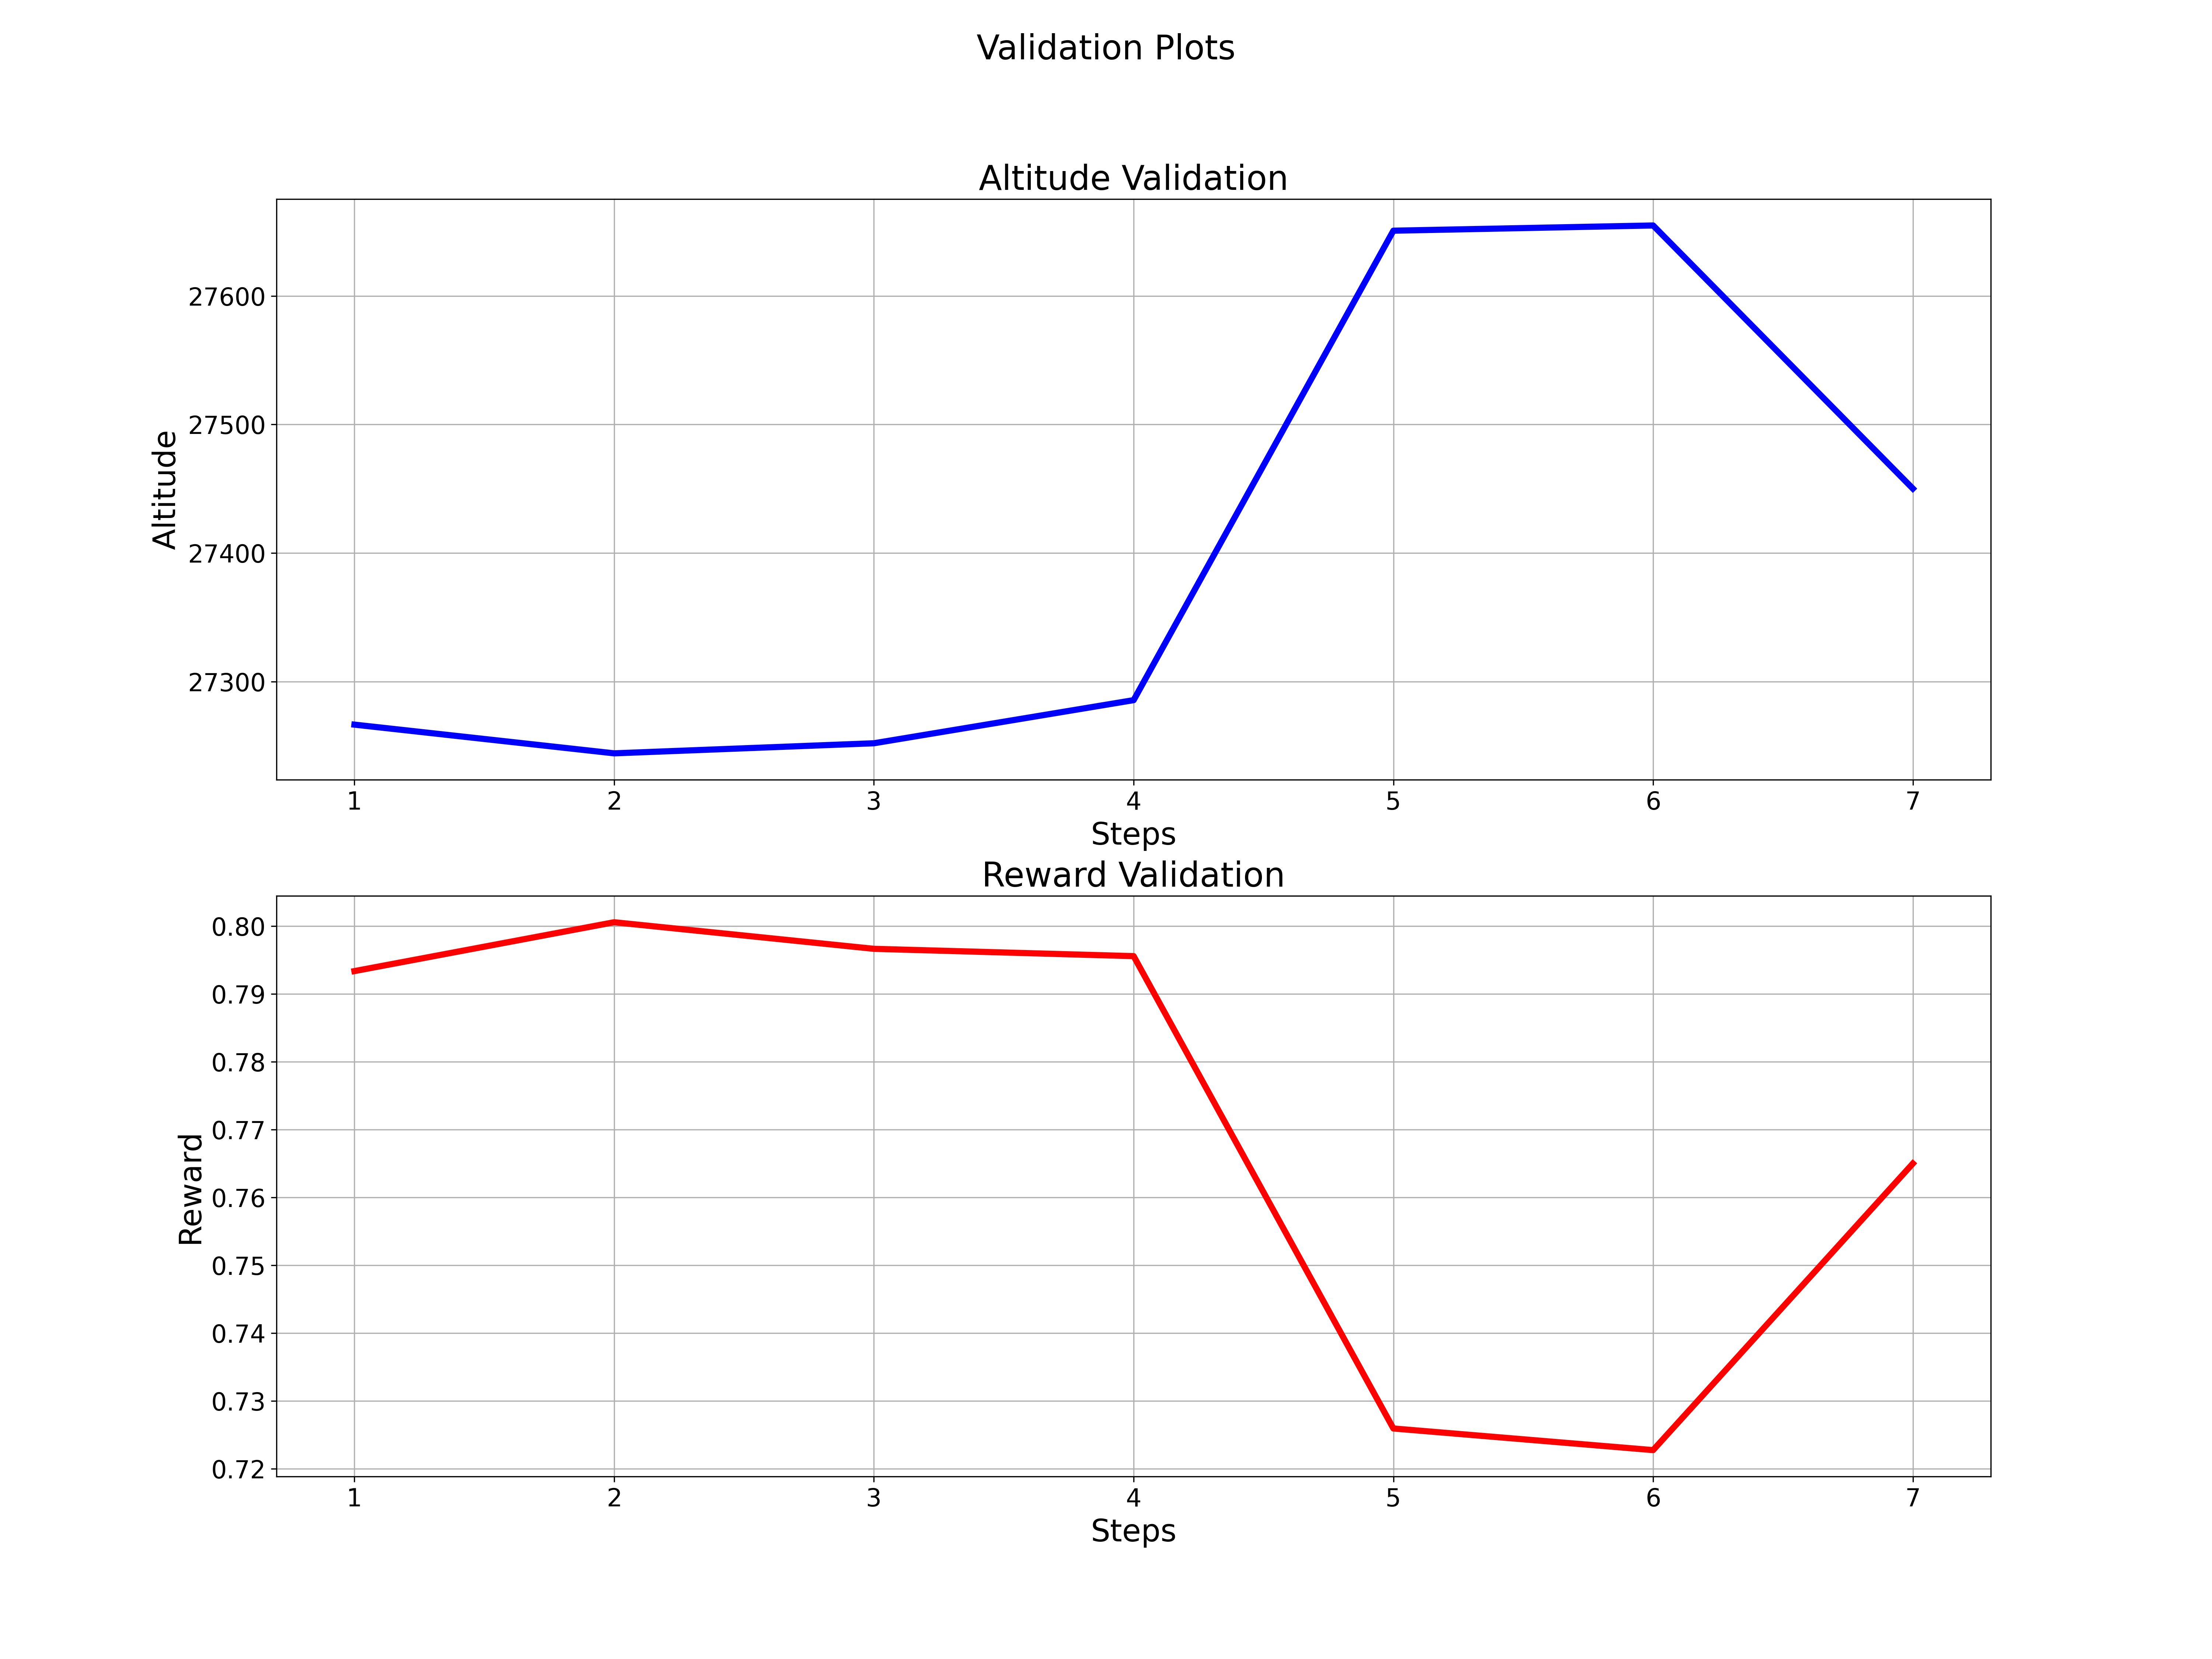 Validation Plots
Altitude Validation
Altitude
27600
27500
27400
27300
1 2 3 4 5 6 7
Steps
Reward Validation
Reward
0.80
0.79
0.78
0.77
0.76
0.75
0.74
0.73
0.72
1 2 3 4 5 6 7
Steps